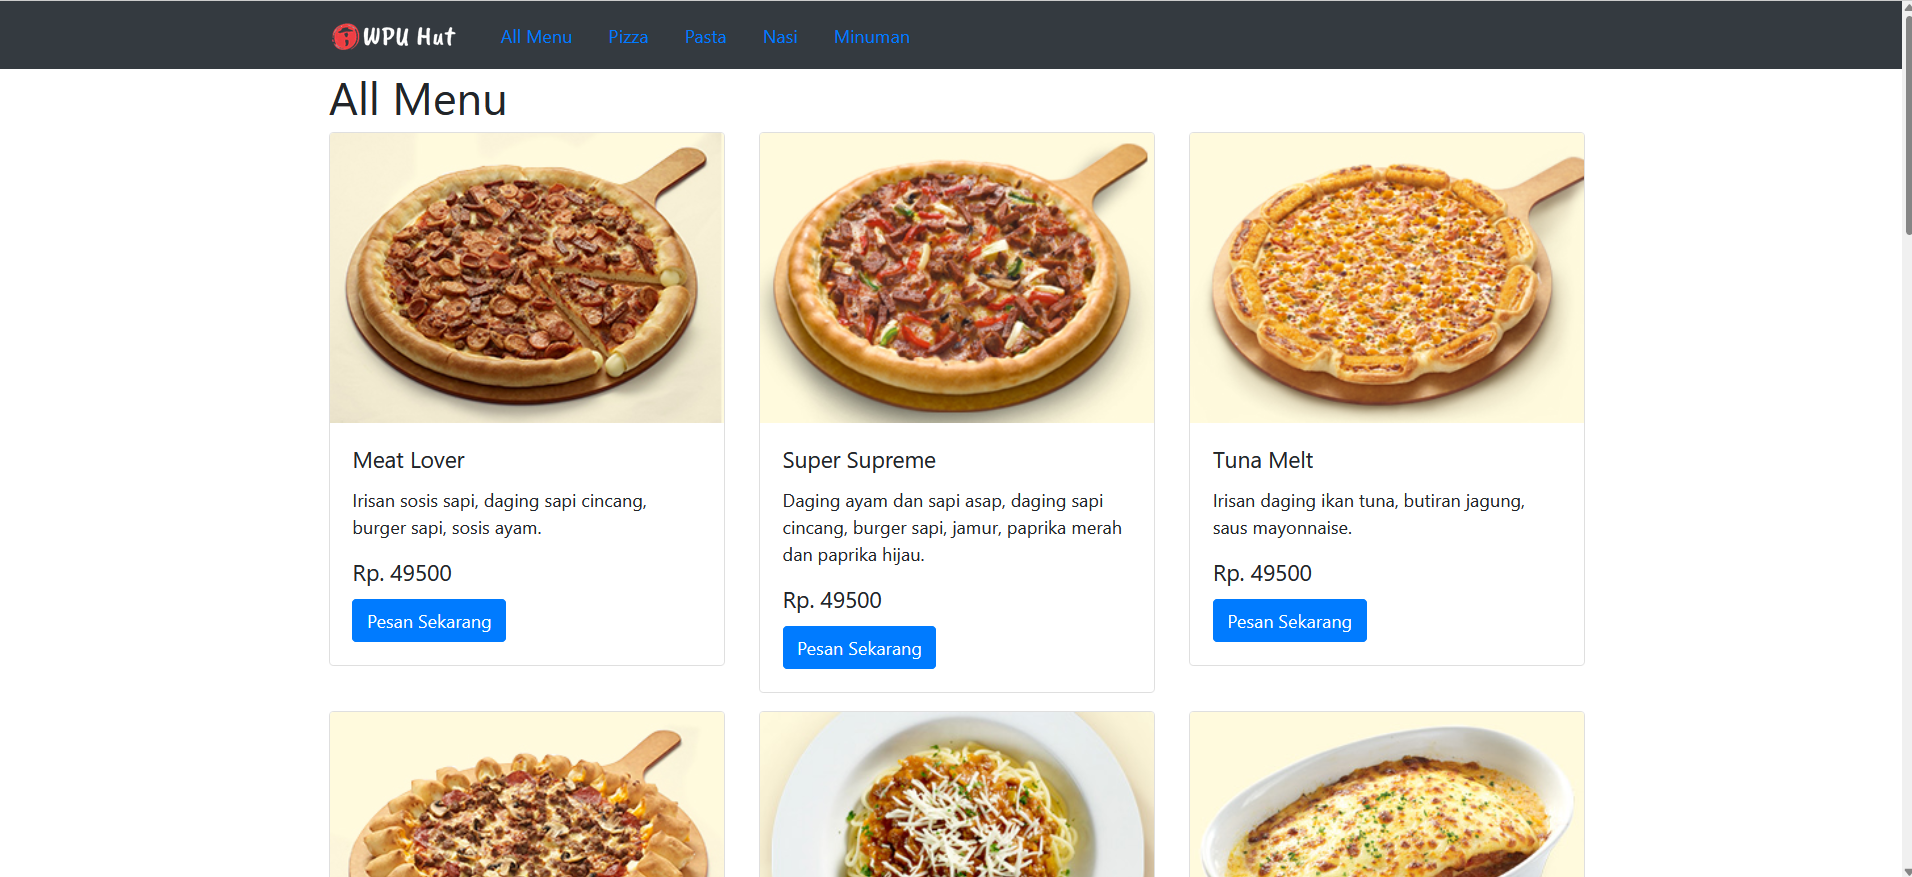 WPU Hut All Menu Pizza Pasta Nasi Minuman
All Menu
Meat Lover
Irisan sosis sapi, daging sapi cincang,
burger sapi, sosis ayam.
Rp. 49500
Pesan Sekarang
Super Supreme
Daging ayam dan sapi asap, daging sapi
cincang, burger sapi, jamur, paprika merah
dan paprika hijau.
Rp. 49500
Pesan Sekarang
Tuna Melt
Irisan daging ikan tuna, butiran jagung,
saus mayonnaise.
Rp. 49500
Pesan Sekarang